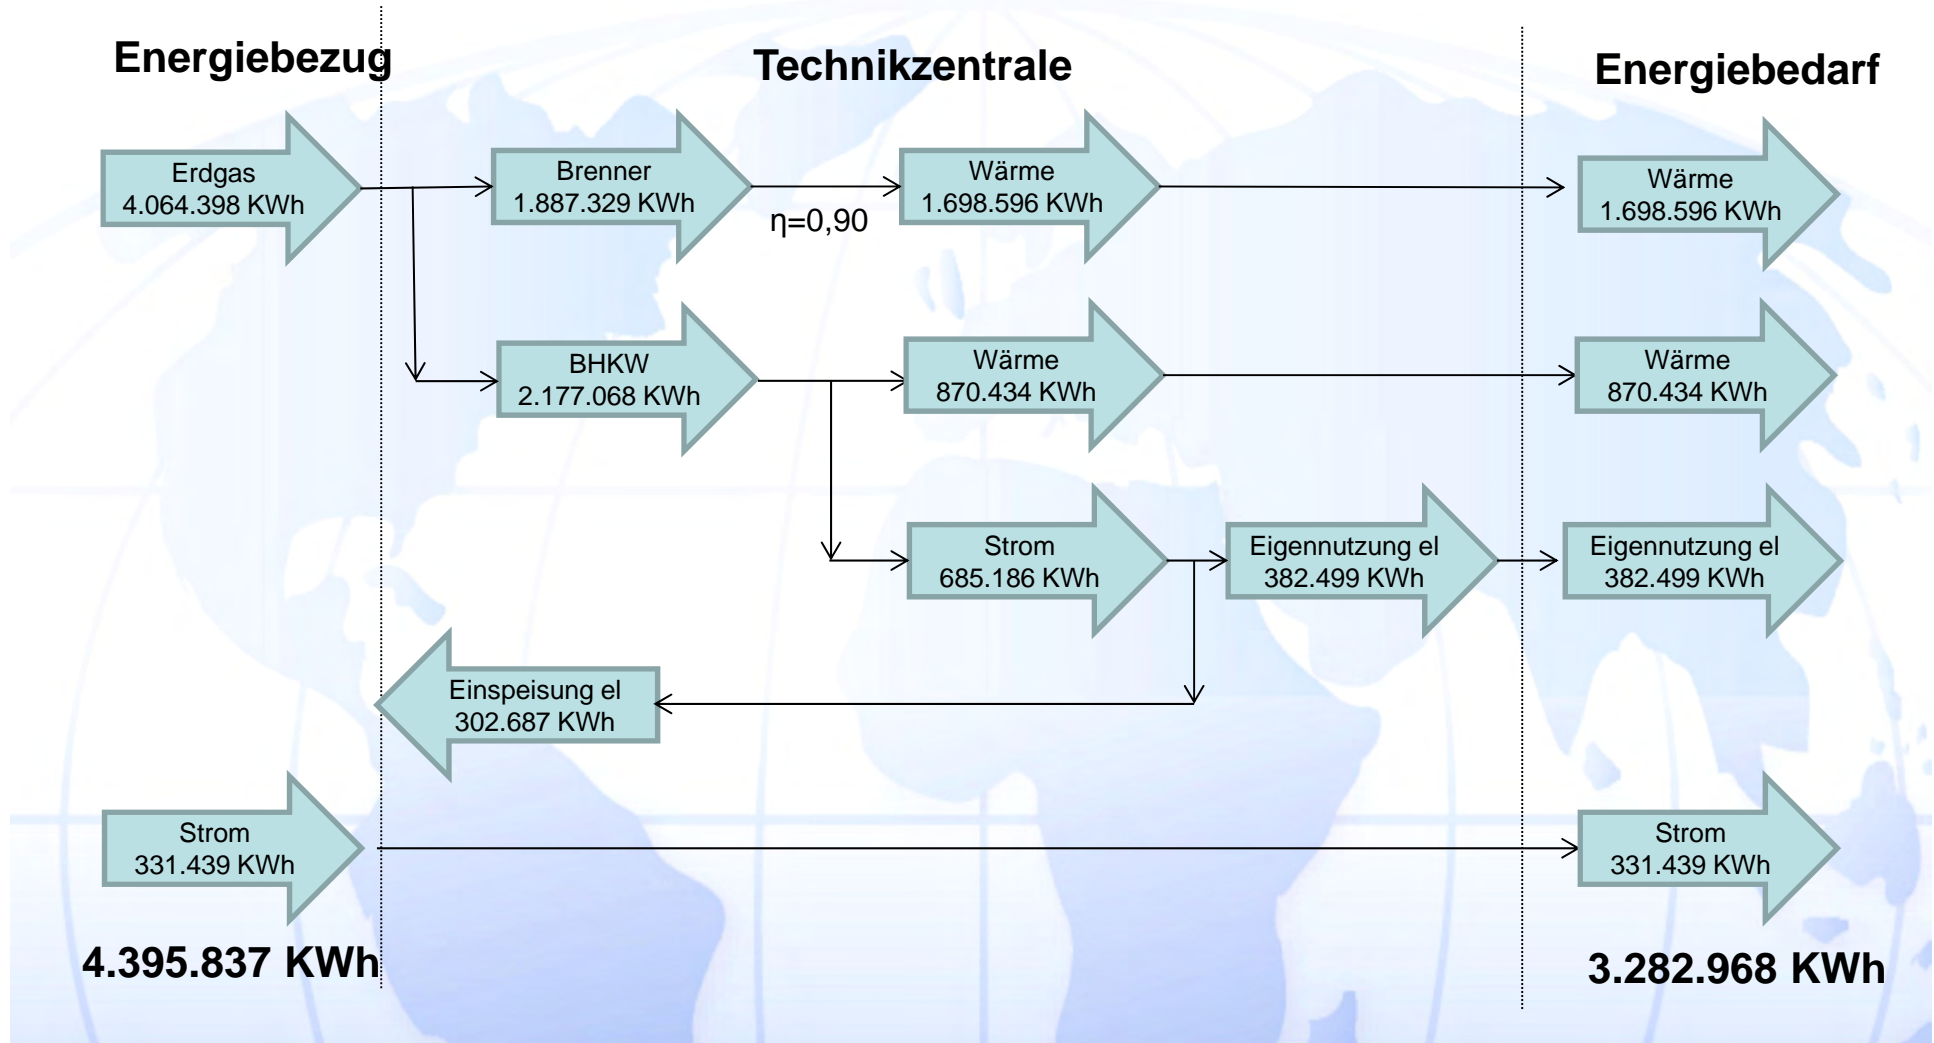 Energiebezug
Technikzentrale
Energiebedarf
Erdgas
4.064.398 KWh
Brenner
1.887.329 KWh
η=0,90
Wärme
1.698.596 KWh
Wärme
1.698.596 KWh
BHKW
2.177.068 KWh
Wärme
870.434 KWh
Wärme
870.434 KWh
Strom
685.186 KWh
Eigennutzung el
382.499 KWh
Eigennutzung el
382.499 KWh
Einspeisung el
302.687 KWh
Strom
331.439 KWh
Strom
331.439 KWh
4.395.837 KWh
3.282.968 KWh